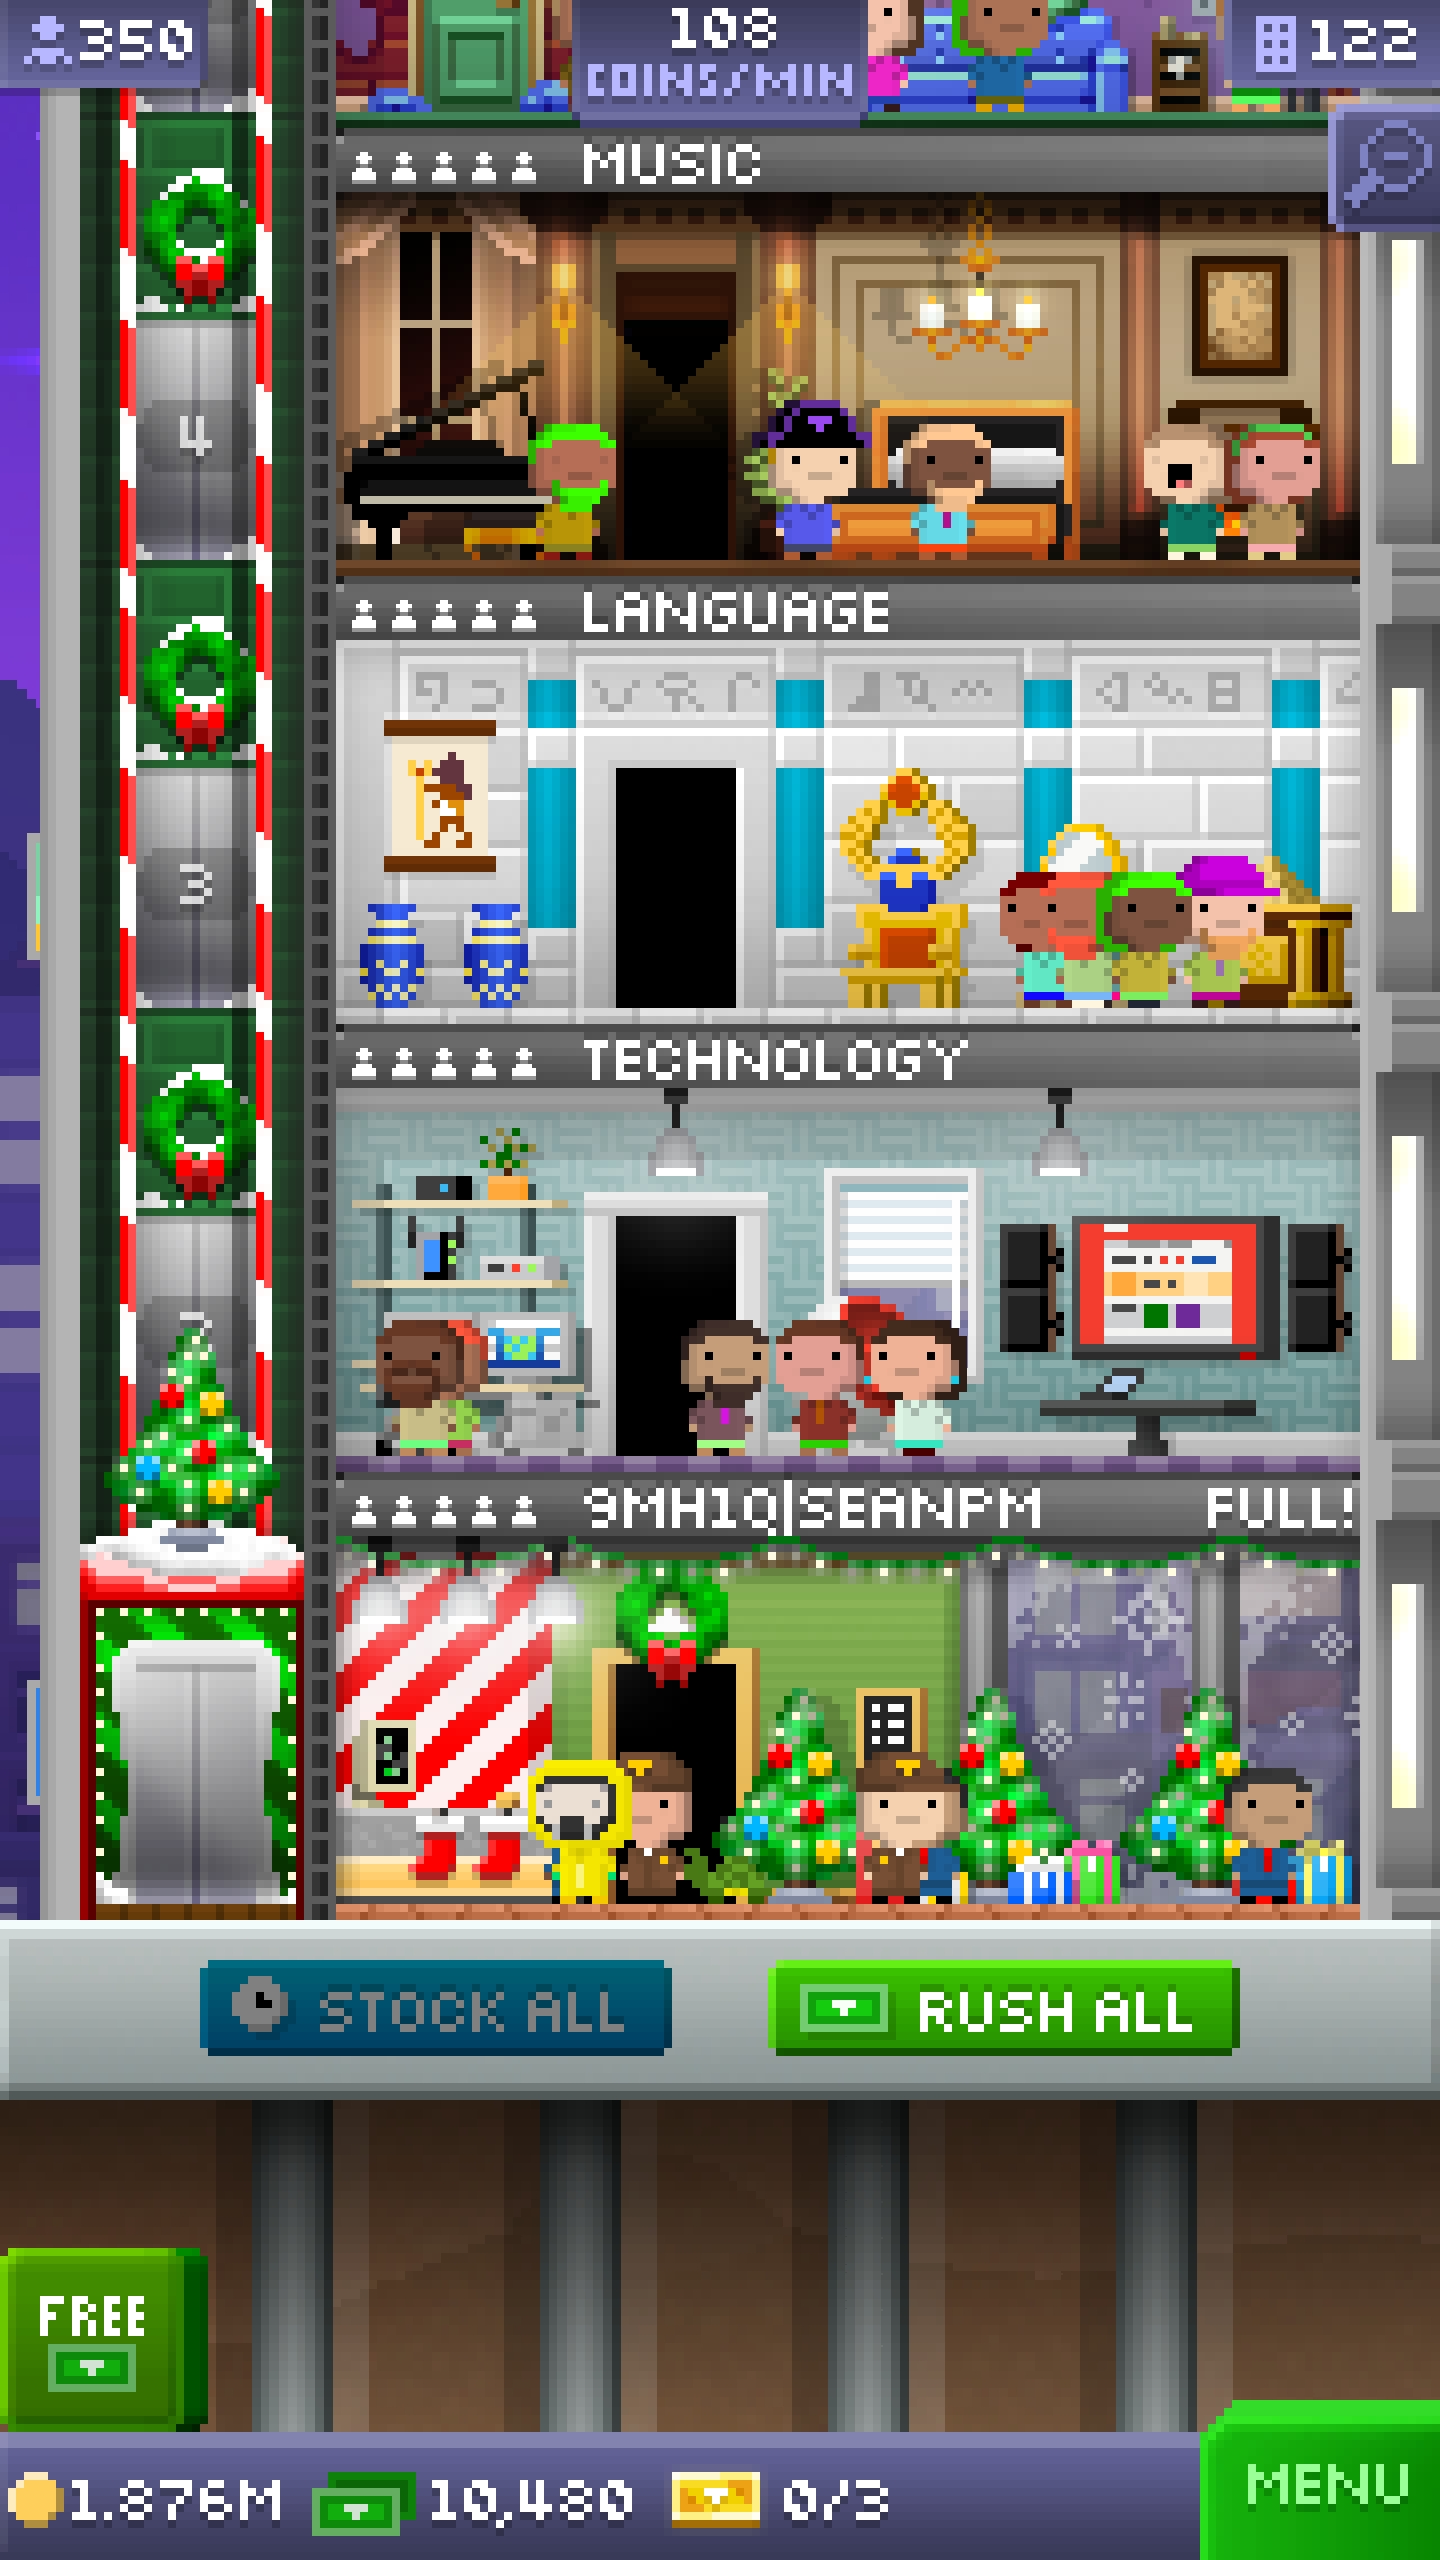 350
108
COINS/MIN
122
MUSIC
4
LANGUAGE
3
TECHNOLOGY
9MH1Q|SEANPM FULL!
STOCK ALL
RUSH ALL
FREE
1.876M
10,480
0/3
MENU